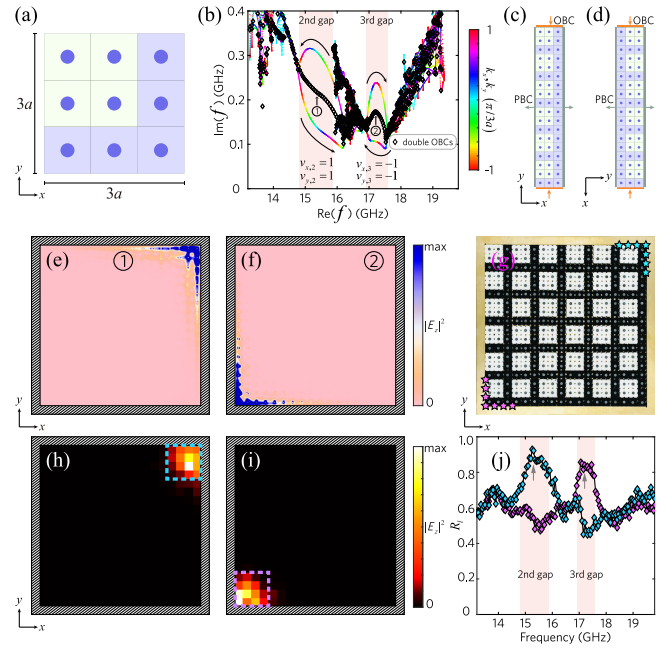 (a)
3a
3a
y
x
(b)
2nd gap
3rd gap
0.4
0.3
0.2
0.1
0
Im(f) (GHz)
①
②
double OBCs
νx,2 = 1
νy,2 = 1
νx,3 = −1
νy,3 = −1
14
15
16
17
18
19
Re(f) (GHz)
1
-1
kx, ky (π/3a)
(c)
OBC
PBC
y
x
(d)
OBC
PBC
y
x
(e)
①
y
x
(f)
②
max
|Ez|²
0
(g)
y
x
(h)
y
x
(i)
max
|Ez|²
0
(j)
1.0
0.8
0.6
0.4
0.2
0
Ri
2nd gap
3rd gap
14
15
16
17
18
19
Frequency (GHz)